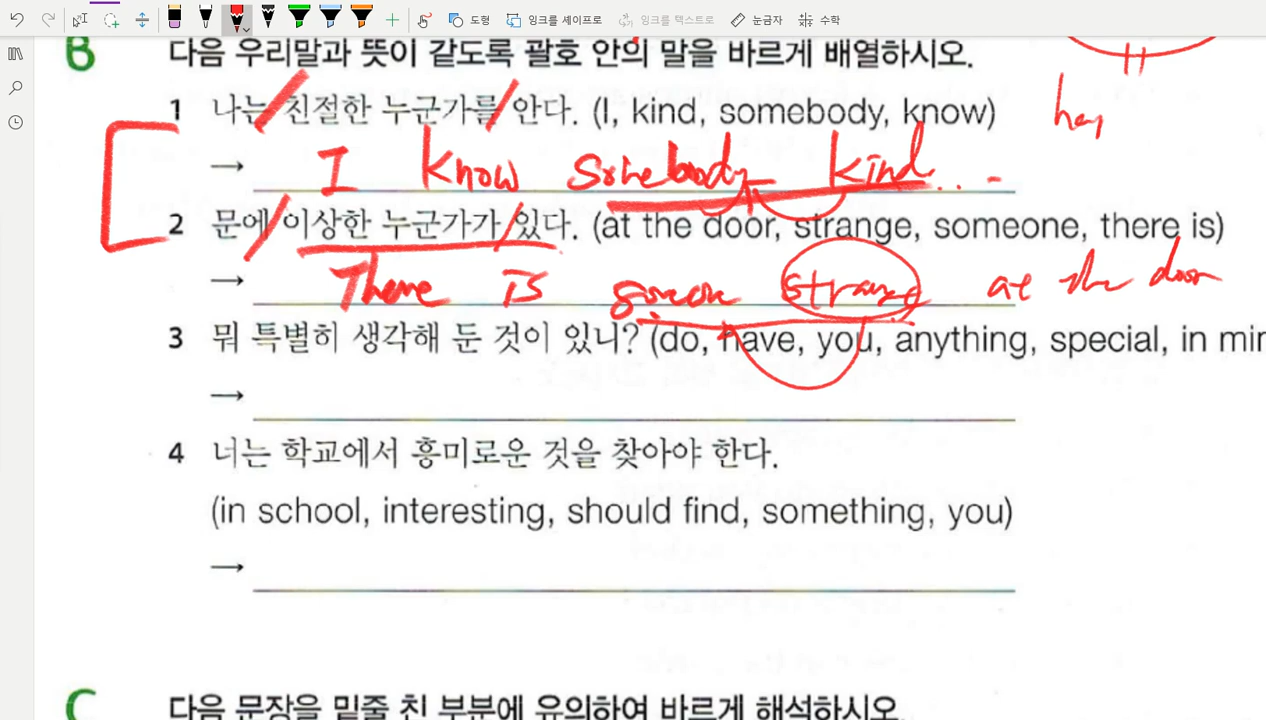 도형 잉크를 셰이프로 잉크를 텍스트로 눈금자 수학
B 다음 우리말과 뜻이 같도록 괄호 안의 말을 바르게 배열하시오.
1 나는 친절한 누군가를 안다. (I, kind, somebody, know)
→ I know somebody kind
2 문에 이상한 누군가가 있다. (at the door, strange, someone, there is)
→ There is strange at the door
3 뭐 특별히 생각해 둔 것이 있니? (do, have, you, anything, special, in min
→
4 너는 학교에서 흥미로운 것을 찾아야 한다.
(in school, interesting, should find, something, you)
→
C 다음 문장을 밑줄 친 부분에 유의하여 바르게 해석하시오.